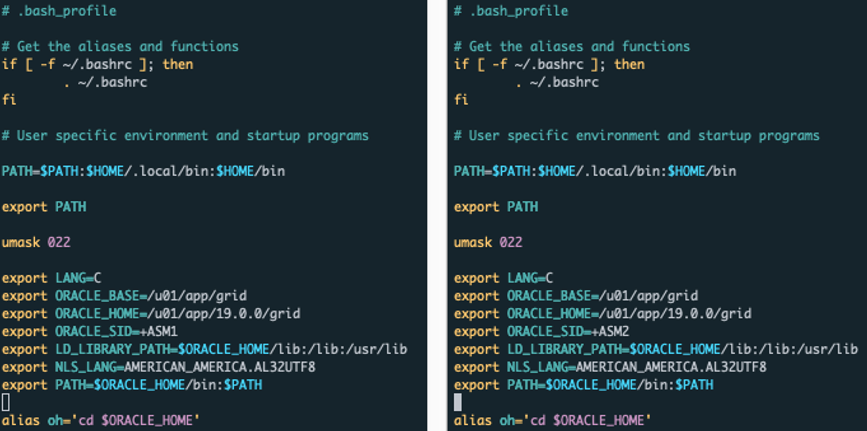 # .bash_profile
# Get the aliases and functions
if [ -f ~/.bashrc ]; then
. ~/.bashrc
fi
# User specific environment and startup programs
PATH=$PATH:$HOME/.local/bin:$HOME/bin
export PATH
umask 022
export LANG=C
export ORACLE_BASE=/u01/app/grid
export ORACLE_HOME=/u01/app/19.0.0/grid
export ORACLE_SID=+ASM1
export LD_LIBRARY_PATH=$ORACLE_HOME/lib:/lib:/usr/lib
export NLS_LANG=AMERICAN_AMERICA.AL32UTF8
export PATH=$ORACLE_HOME/bin:$PATH
alias oh='cd $ORACLE_HOME'
# .bash_profile
# Get the aliases and functions
if [ -f ~/.bashrc ]; then
. ~/.bashrc
fi
# User specific environment and startup programs
PATH=$PATH:$HOME/.local/bin:$HOME/bin
export PATH
umask 022
export LANG=C
export ORACLE_BASE=/u01/app/grid
export ORACLE_HOME=/u01/app/19.0.0/grid
export ORACLE_SID=+ASM2
export LD_LIBRARY_PATH=$ORACLE_HOME/lib:/lib:/usr/lib
export NLS_LANG=AMERICAN_AMERICA.AL32UTF8
export PATH=$ORACLE_HOME/bin:$PATH
alias oh='cd $ORACLE_HOME'